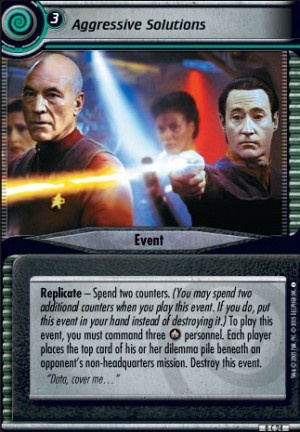 3
Aggressive Solutions
Event
Replicate – Spend two counters. (You may spend two
additional counters when you play this event. If you do, put
this event in your hand instead of destroying it.) To play this
event, you must command three personnel. Each player
places the top card of his or her dilemma pile beneath an
opponent's non-headquarters mission. Destroy this event.
"Data, cover me…"
8 C 24